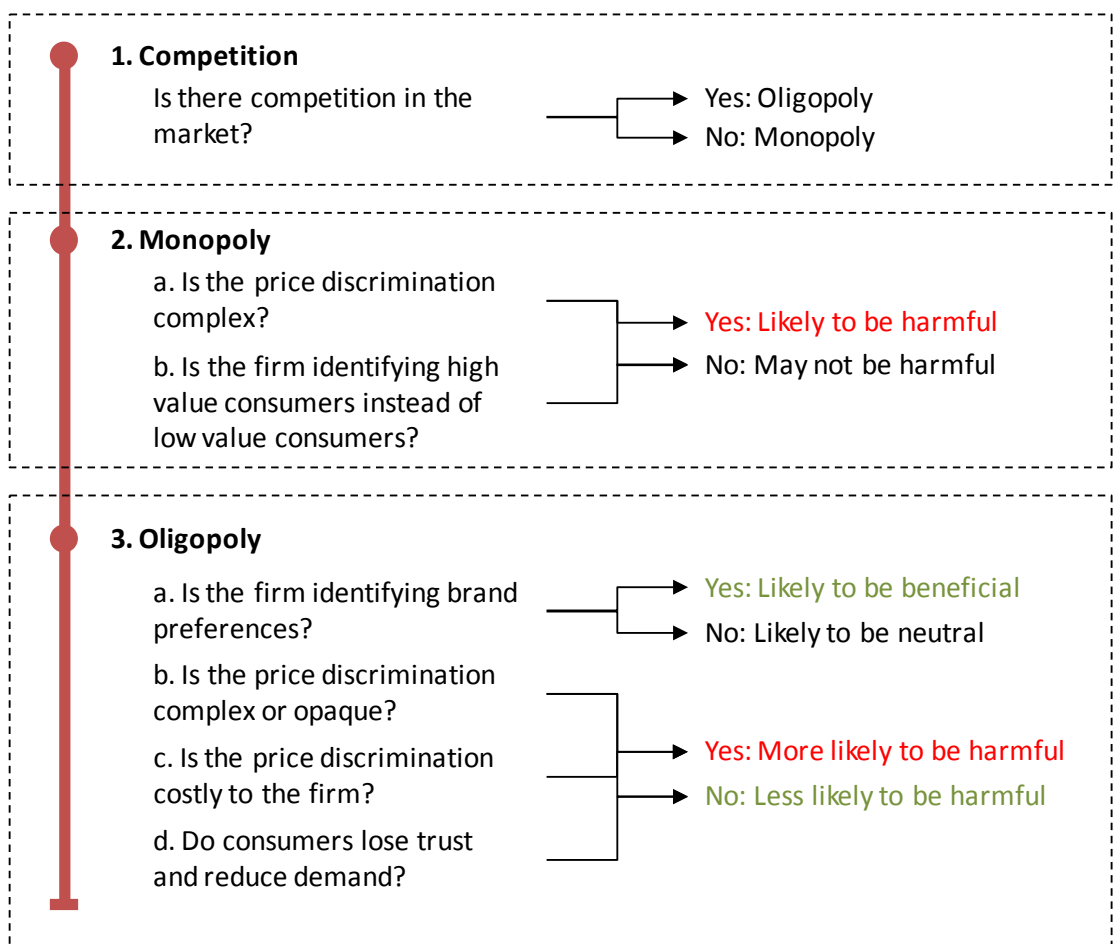 1. Competition
Is there competition in the
market?
Yes: Oligopoly
No: Monopoly
2. Monopoly
a. Is the price discrimination
complex?
b. Is the firm identifying high
value consumers instead of
low value consumers?
Yes: Likely to be harmful
No: May not be harmful
3. Oligopoly
a. Is the firm identifying brand
preferences?
Yes: Likely to be beneficial
No: Likely to be neutral
b. Is the price discrimination
complex or opaque?
c. Is the price discrimination
costly to the firm?
d. Do consumers lose trust
and reduce demand?
Yes: More likely to be harmful
No: Less likely to be harmful